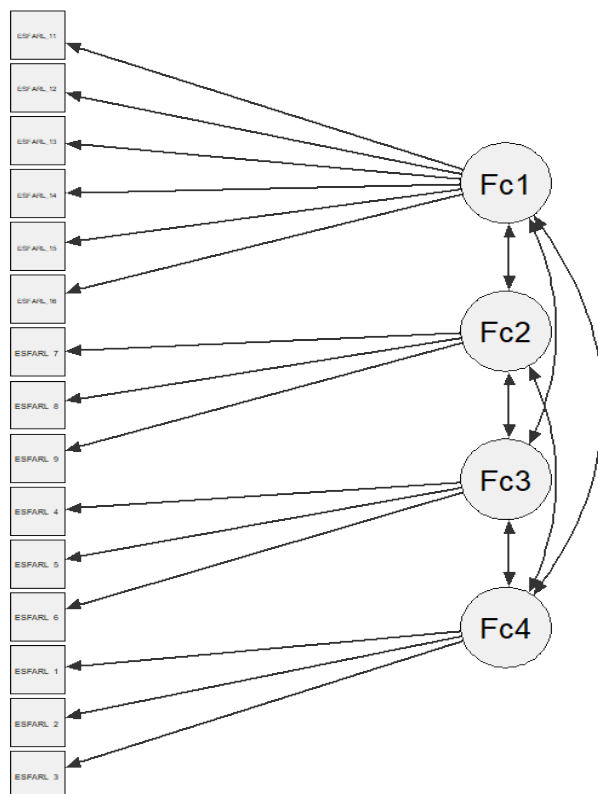 ESFARL_11
ESFARL_12
ESFARL_13
Fc1
ESFARL_14
ESFARL_15
ESFARL_16
Fc2
ESFARL 7
ESFARL 8
ESFARL 9
Fc3
ESFARL 4
ESFARL 5
ESFARL 6
Fc4
ESFARL 1
ESFARL 2
ESFARL 3